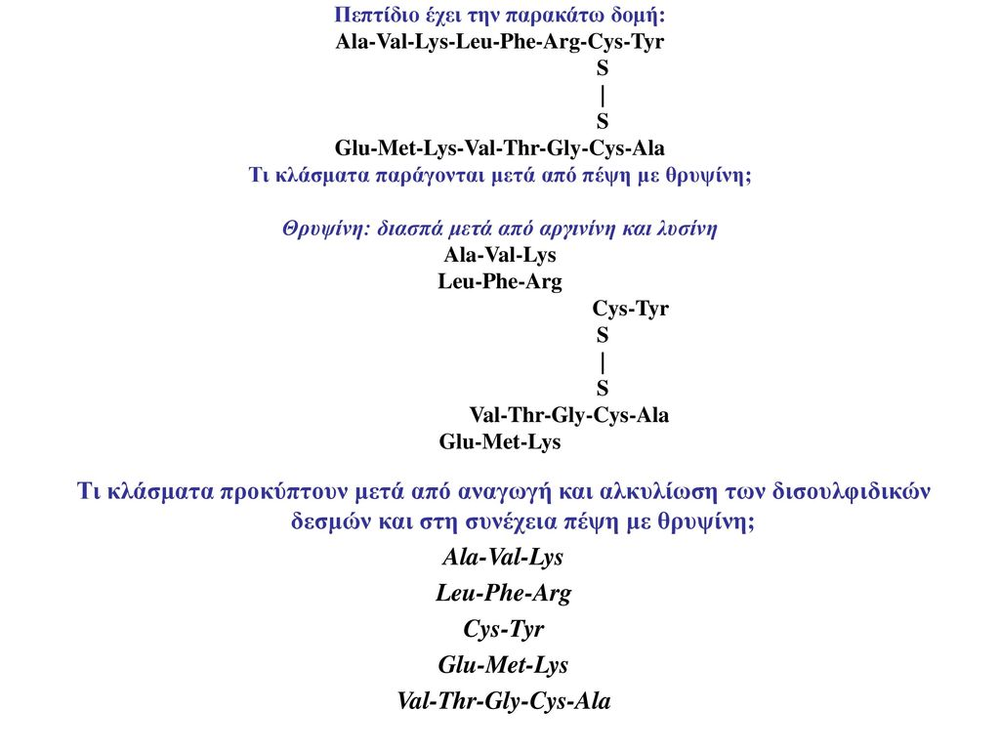 Πεπτίδιο έχει την παρακάτω δομή:
Ala-Val-Lys-Leu-Phe-Arg-Cys-Tyr
S
|
S
Glu-Met-Lys-Val-Thr-Gly-Cys-Ala
Τι κλάσματα παράγονται μετά από πέψη με θρυψίνη;
Θρυψίνη: διασπά μετά από αργινίνη και λυσίνη
Ala-Val-Lys
Leu-Phe-Arg
Cys-Tyr
S
|
S
Val-Thr-Gly-Cys-Ala
Glu-Met-Lys
Τι κλάσματα προκύπτουν μετά από αναγωγή και αλκυλίωση των δισουλφιδικών
δεσμών και στη συνέχεια πέψη με θρυψίνη;
Ala-Val-Lys
Leu-Phe-Arg
Cys-Tyr
Glu-Met-Lys
Val-Thr-Gly-Cys-Ala